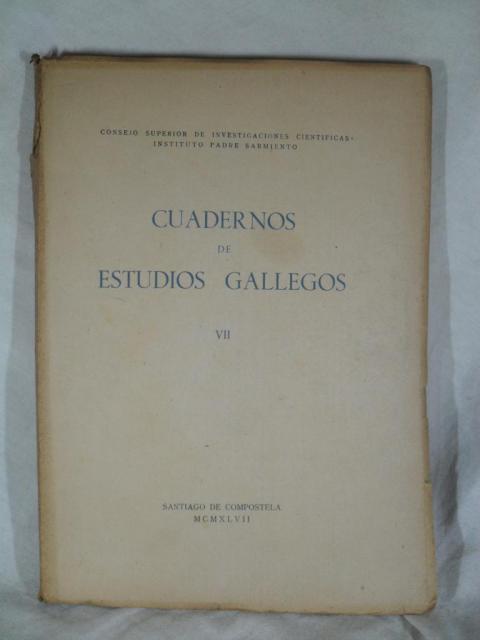 CONSEJO SUPERIOR DE INVESTIGACIONES CIENTIFICAS·
INSTITUTO PADRE SARMIENTO
CUADERNOS
DE
ESTUDIOS GALLEGOS
VII
SANTIAGO DE COMPOSTELA
MCMXLVII